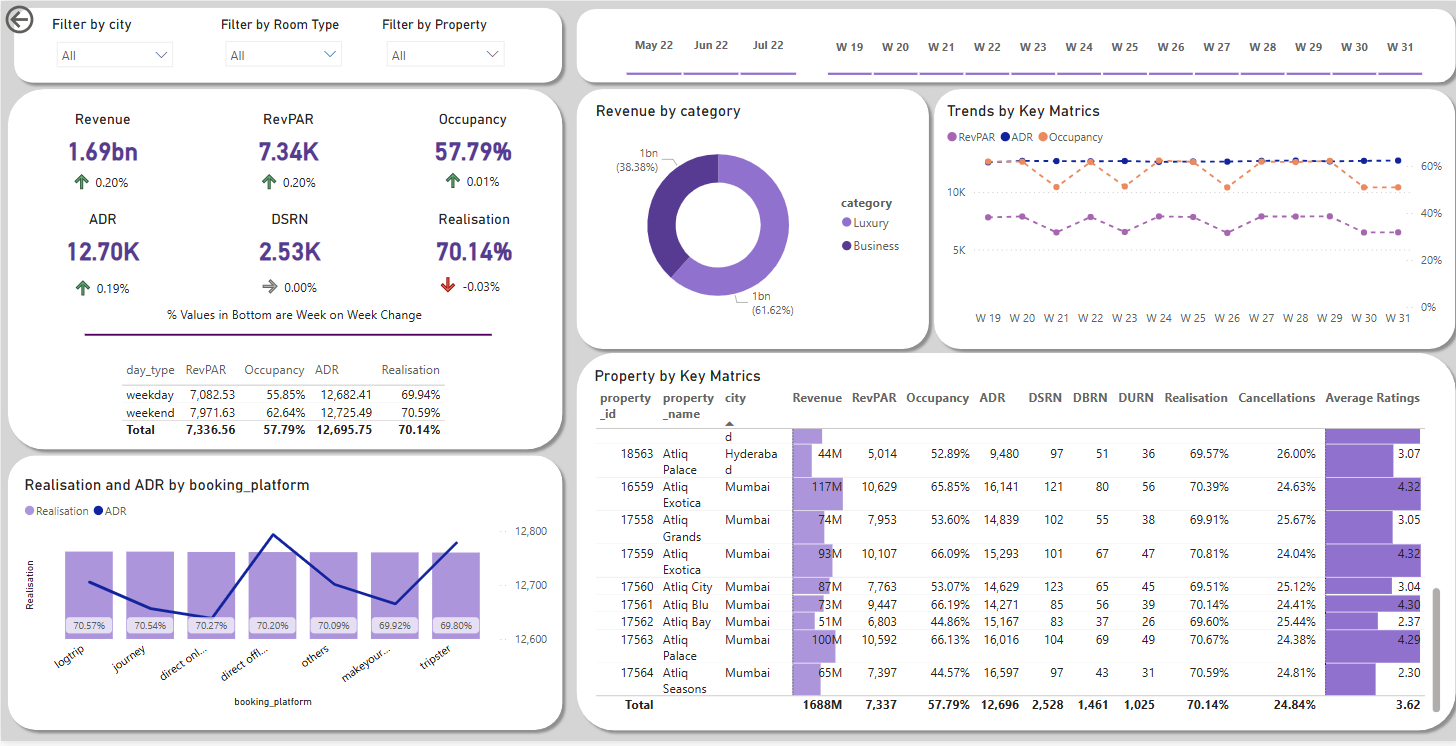 Filter by city
All
Filter by Room Type
All
Filter by Property
All
May 22 Jun 22 Jul 22
W 19 W 20 W 21 W 22 W 23 W 24 W 25 W 26 W 27 W 28 W 29 W 30 W 31
Revenue RevPAR Occupancy
1.69bn 7.34K 57.79%
0.20% 0.20% 0.01%
ADR DSRN Realisation
12.70K 2.53K 70.14%
0.19% 0.00% -0.03%
% Values in Bottom are Week on Week Change
day_type RevPAR Occupancy ADR Realisation
weekday 7,082.53 55.85% 12,682.41 69.94%
weekend 7,971.63 62.64% 12,725.49 70.59%
Total 7,336.56 57.79% 12,695.75 70.14%
Realisation and ADR by booking_platform
Realisation ADR
Realisation
12,800
12,700
12,600
70.57% 70.54% 70.27% 70.20% 70.09% 69.92% 69.80%
logtrip journey direct onl... direct offl... others makeyour... tripster
booking_platform
Revenue by category
1bn
(38.38%)
1bn
(61.62%)
category
Luxury
Business
Trends by Key Matrics
RevPAR ADR Occupancy
10K
5K
60%
40%
20%
0%
W 19 W 20 W 21 W 22 W 23 W 24 W 25 W 26 W 27 W 28 W 29 W 30 W 31
Property by Key Matrics
property property city Revenue RevPAR Occupancy ADR DSRN DBRN DURN Realisation Cancellations Average Ratings
_id _name
d
18563 Atliq Hyderaba 44M 5,014 52.89% 9,480 97 51 36 69.57% 26.00% 3.07
Palace d
16559 Atliq Mumbai 117M 10,629 65.85% 16,141 121 80 56 70.39% 24.63% 4.32
Exotica
17558 Atliq Mumbai 74M 7,953 53.60% 14,839 102 55 38 69.91% 25.67% 3.05
Grands
17559 Atliq Mumbai 93M 10,107 66.09% 15,293 101 67 47 70.81% 24.04% 4.32
Exotica
17560 Atliq City Mumbai 87M 7,763 53.07% 14,629 123 65 45 69.51% 25.12% 3.04
17561 Atliq Blu Mumbai 73M 9,447 66.19% 14,271 85 56 39 70.14% 24.41% 4.30
17562 Atliq Bay Mumbai 51M 6,803 44.86% 15,167 83 37 26 69.60% 25.44% 2.37
17563 Atliq Mumbai 100M 10,592 66.13% 16,016 104 69 49 70.67% 24.38% 4.29
Palace
17564 Atliq Mumbai 65M 7,397 44.57% 16,597 97 43 31 70.59% 24.81% 2.30
Seasons
Total 1688M 7,337 57.79% 12,696 2,528 1,461 1,025 70.14% 24.84% 3.62